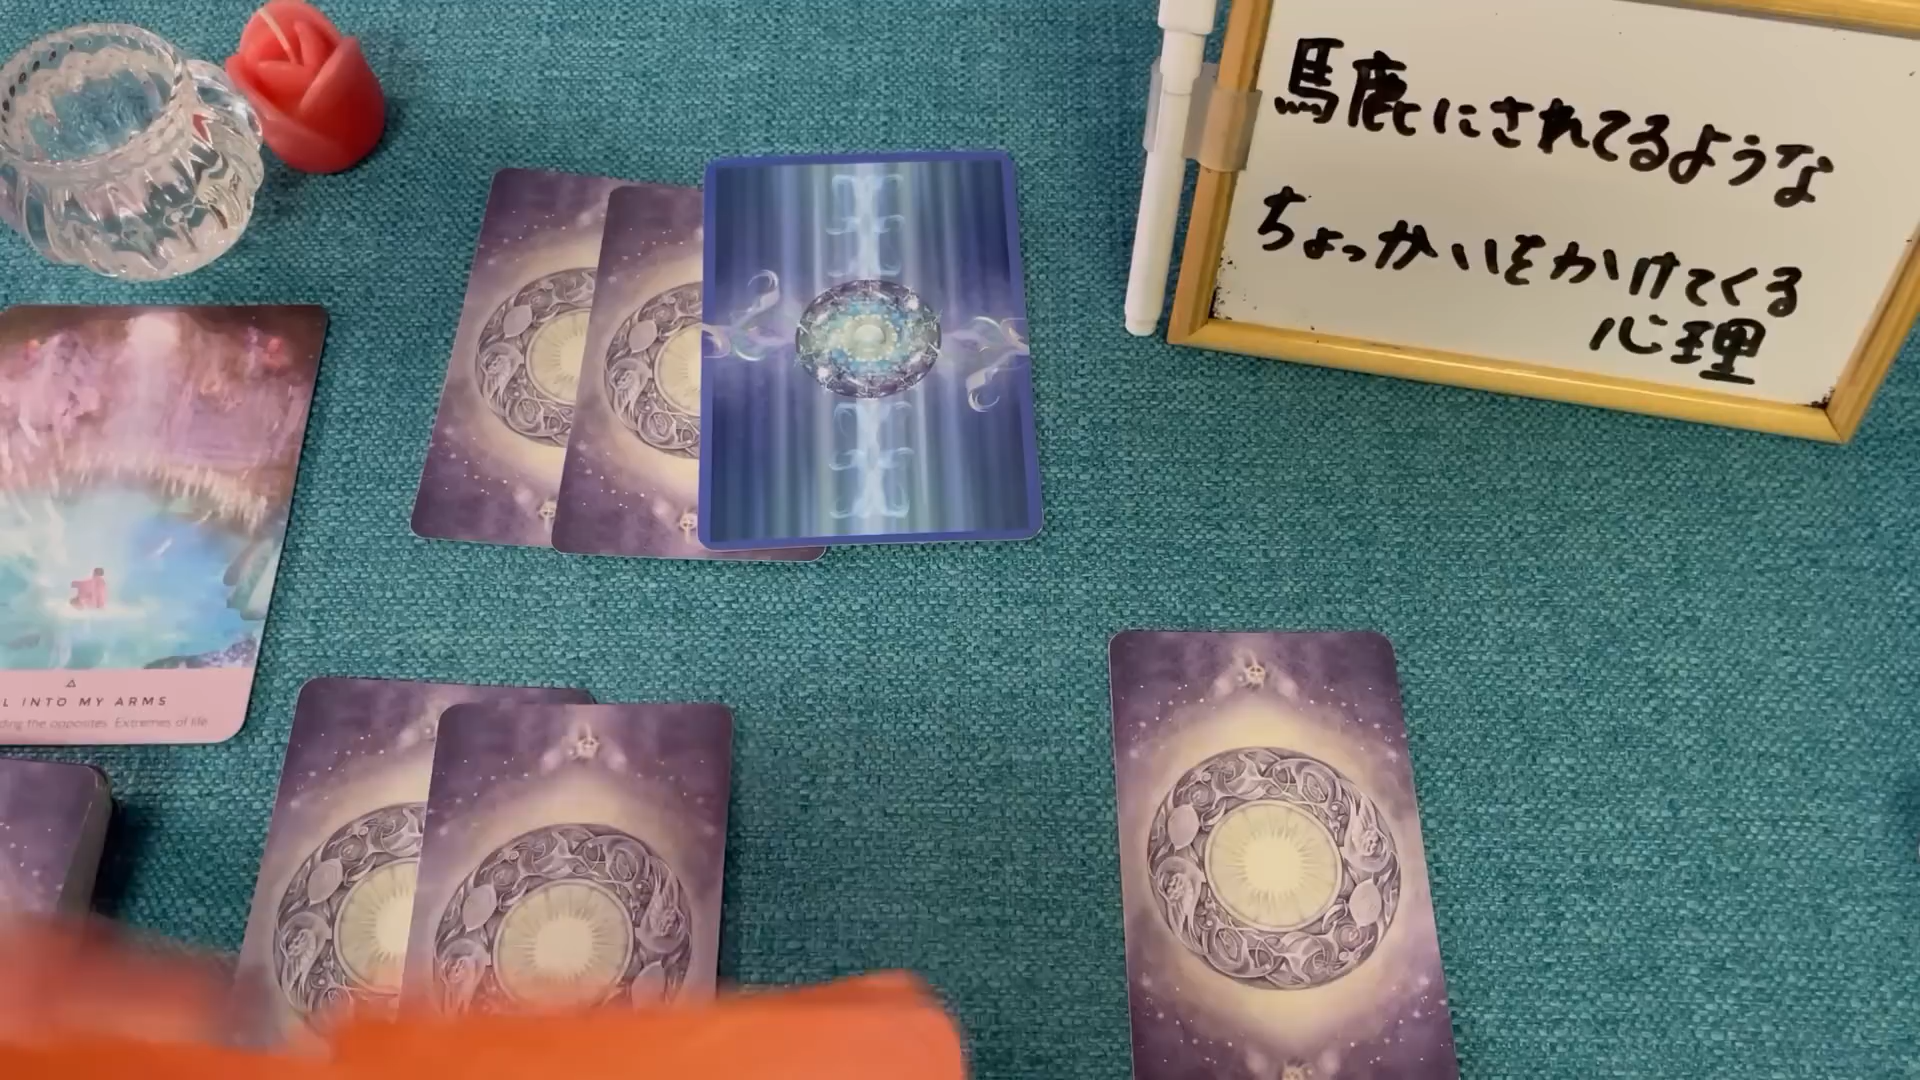 馬鹿にされてるような
ちょっかいをかけてくる
心理
L INTO MY ARMS
ding the opposites. Extremes of life